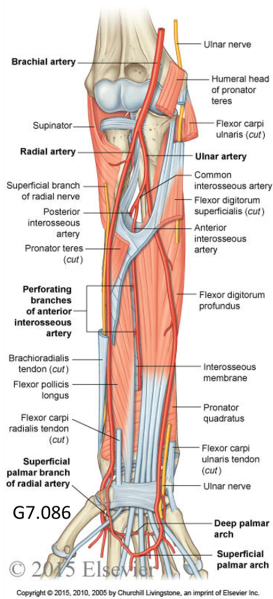 Ulnar nerve
Brachial artery
Humeral head
of pronator
teres
Supinator
Flexor carpi
ulnaris (cut)
Radial artery
Ulnar artery
Common
interosseous artery
Superficial branch
of radial nerve
Flexor digitorum
superficialis (cut)
Posterior
interosseous
artery
Anterior
interosseous
artery
Pronator teres
(cut)
Perforating
branches
of anterior
interosseous
artery
Flexor digitorum
profundus
Brachioradialis
tendon (cut)
Interosseous
membrane
Flexor pollicis
longus
Pronator
quadratus
Flexor carpi
radialis tendon
(cut)
Flexor carpi
ulnaris tendon
(cut)
Superficial
palmar branch
of radial artery
Ulnar nerve
G7.086
Deep palmar
arch
Superficial
palmar arch
© 2015 Elsevier
Copyright © 2015, 2010, 2005 by Churchill Livingstone, an imprint of Elsevier Inc.